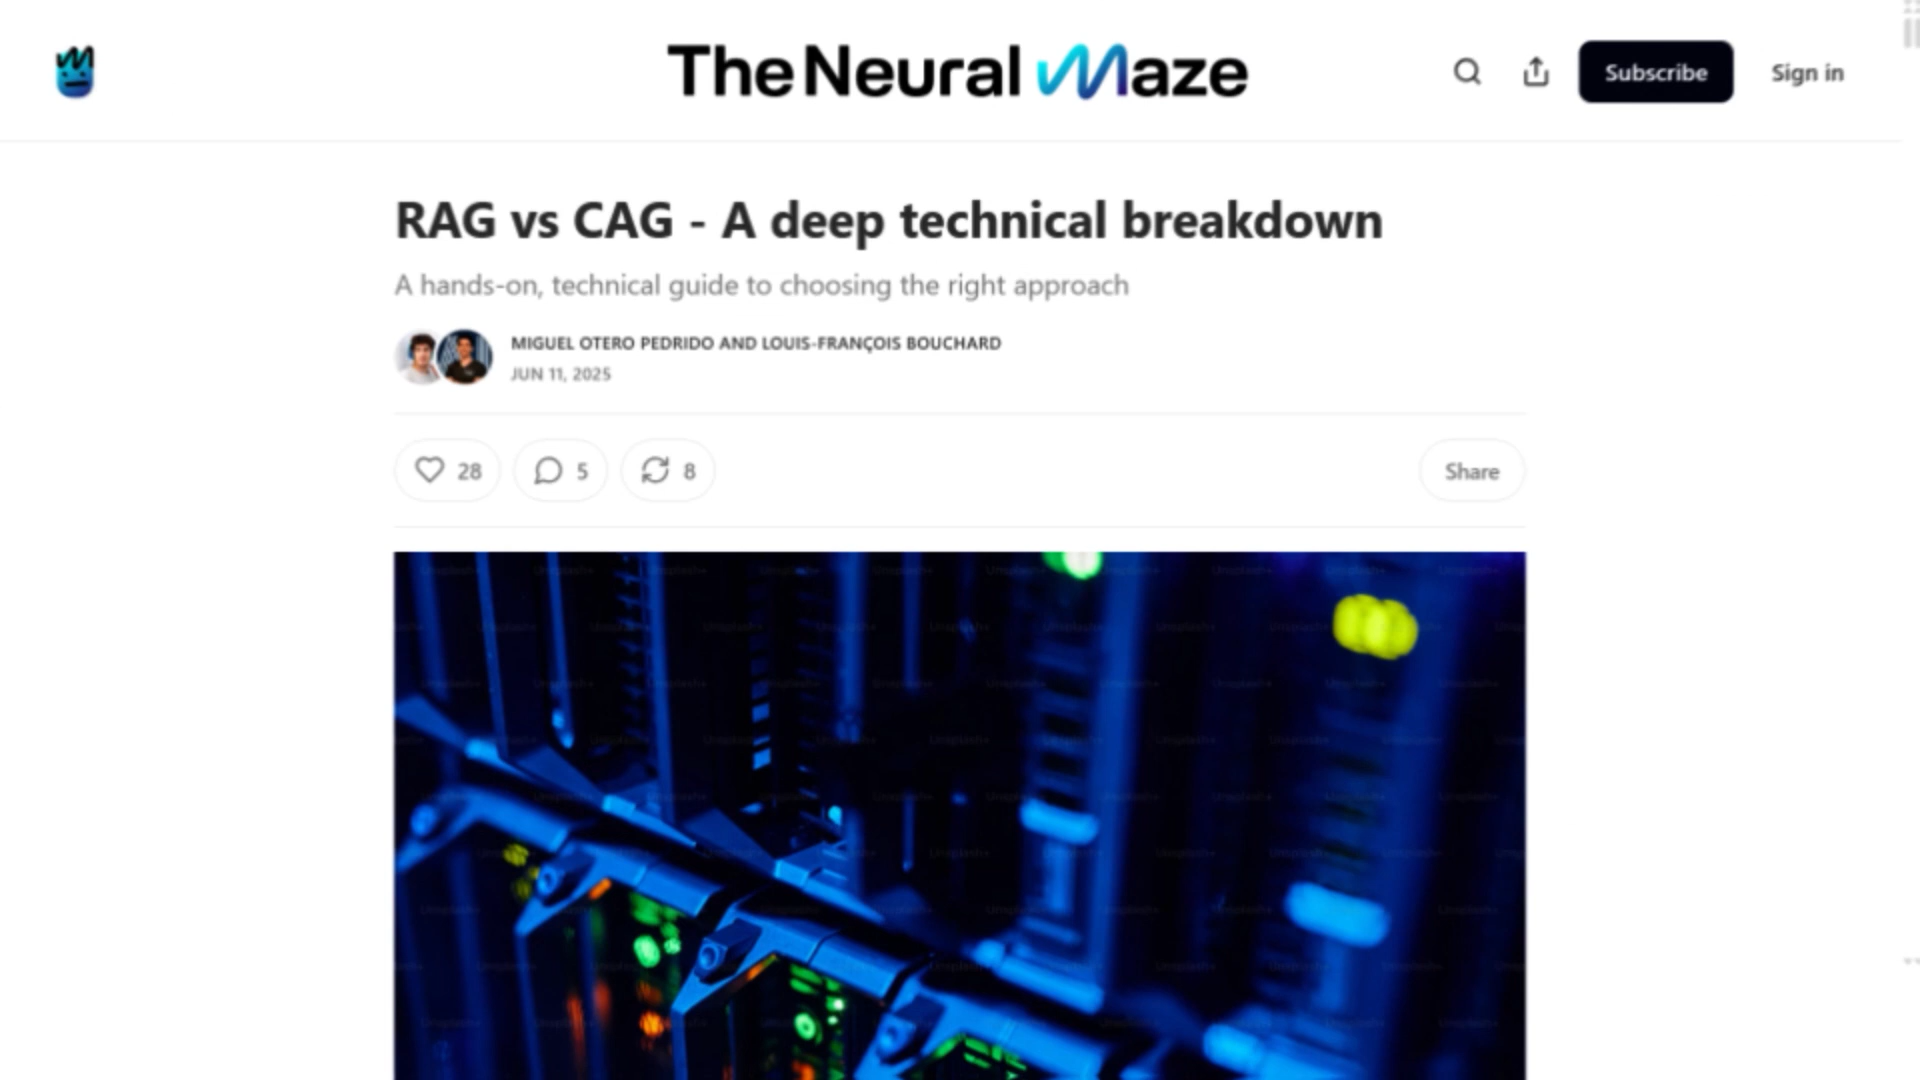 The Neural Maze
Subscribe
Sign in
RAG vs CAG - A deep technical breakdown
A hands-on, technical guide to choosing the right approach
MIGUEL OTERO PEDRIDO AND LOUIS-FRANÇOIS BOUCHARD
JUN 11, 2025
28
5
8
Share